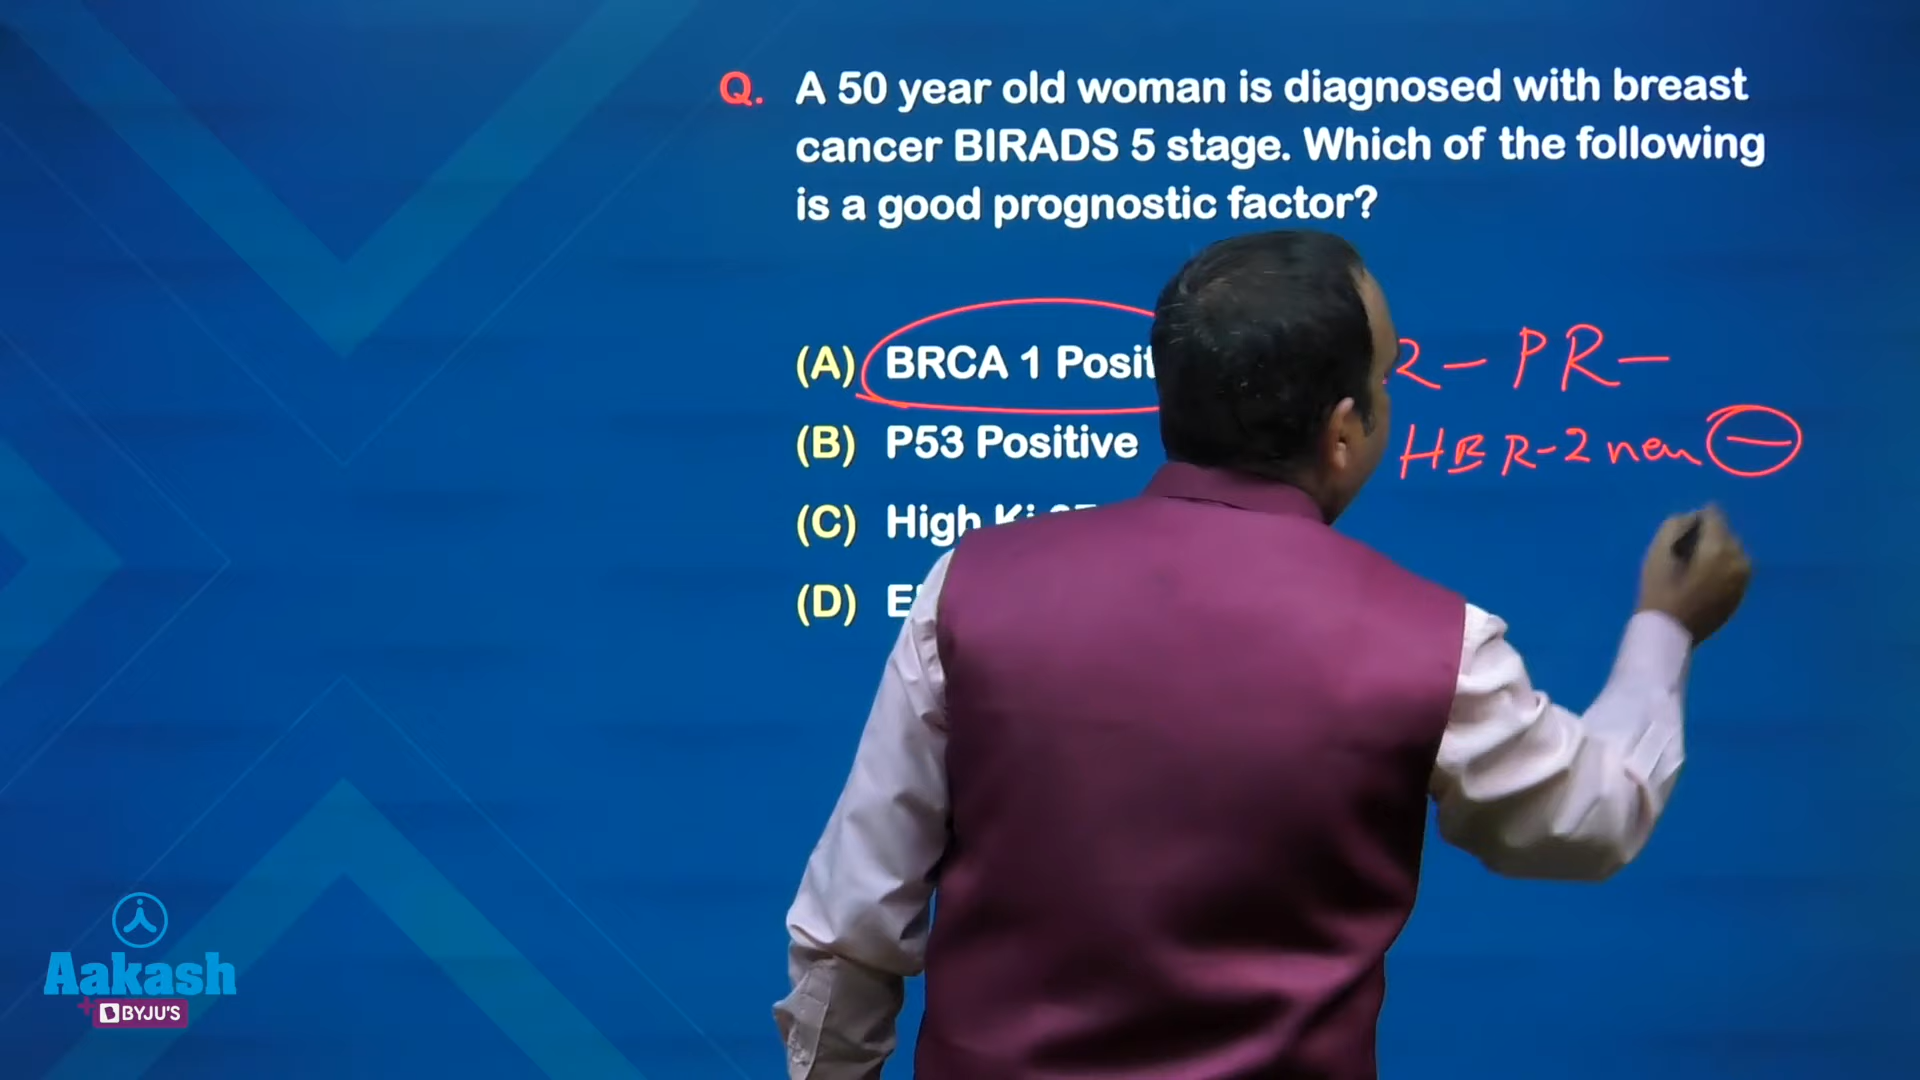 Q. A 50 year old woman is diagnosed with breast
cancer BIRADS 5 stage. Which of the following
is a good prognostic factor?
(A) BRCA 1 Posit
R - PR -
(B) P53 Positive
HER-2 neu -
(C) High Ki
(D) E
Aakash
+ BYJU'S